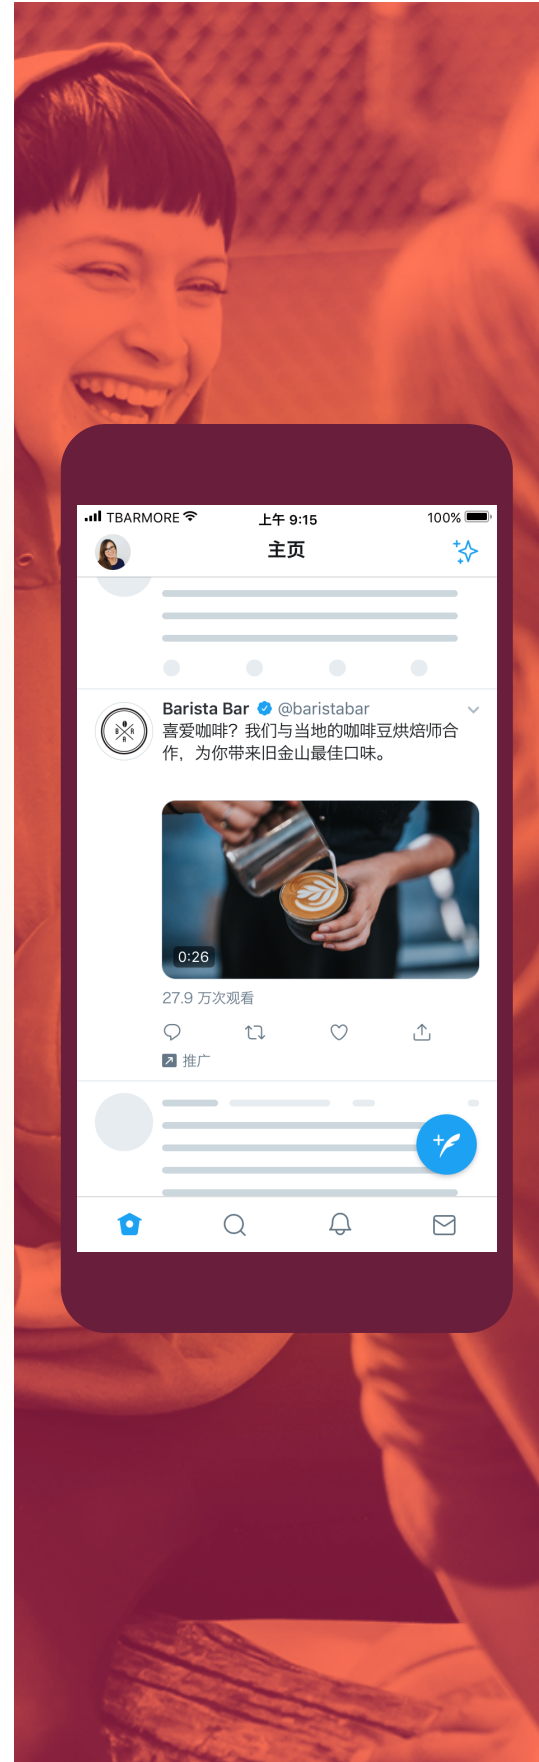 TBARMORE
上午 9:15
100%
主页
Barista Bar @baristabar
喜爱咖啡？我们与当地的咖啡豆烘焙师合
作，为你带来旧金山最佳口味。
B A
R
0:26
27.9 万次观看
推广